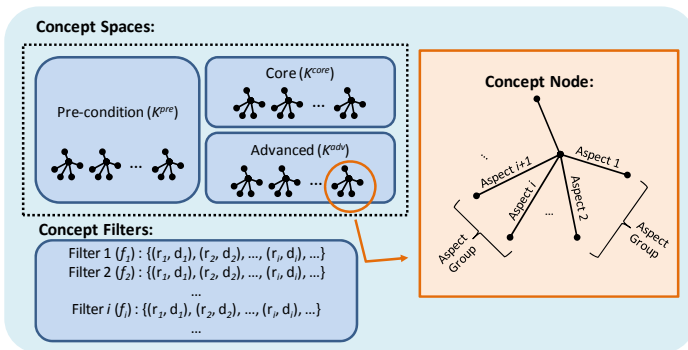 Concept Spaces:
Pre-condition (K^pre)
...
Core (K^core)
...
Advanced (K^adv)
...
Concept Filters:
Filter 1 (f₁) : {(r₁, d₁), (r₂, d₂), ..., (rᵢ, dᵢ), ...}
Filter 2 (f₂) : {(r₁, d₁), (r₂, d₂), ..., (rᵢ, dᵢ), ...}
...
Filter i (fᵢ) : {(r₁, d₁), (r₂, d₂), ..., (rᵢ, dᵢ), ...}
...
Concept Node:
...
Aspect i+1
Aspect i
...
Aspect 2
Aspect 1
Aspect
Group
Aspect
Group